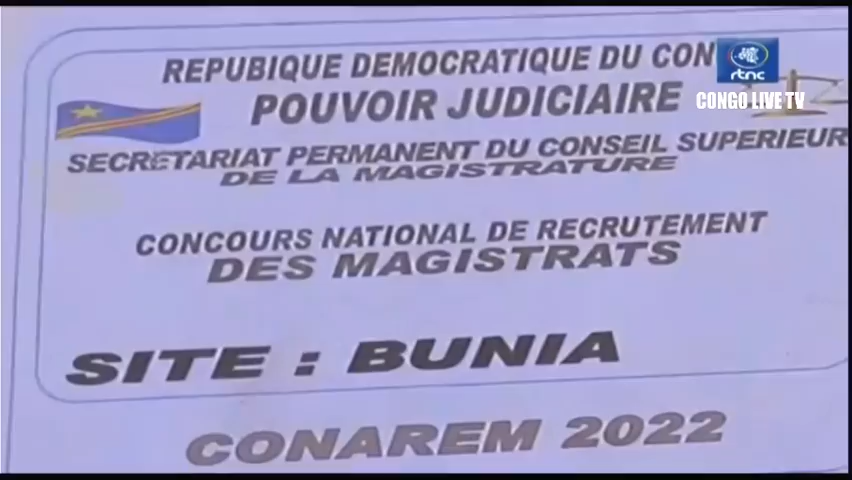 REPUBIQUE DEMOCRATIQUE DU CON
rtnc
POUVOIR JUDICIAIRE
CONGO LIVE TV
SECRETARIAT PERMANENT DU CONSEIL SUPERIEUR
DE LA MAGISTRATURE
CONCOURS NATIONAL DE RECRUTEMENT
DES MAGISTRATS
SITE : BUNIA
CONAREM 2022